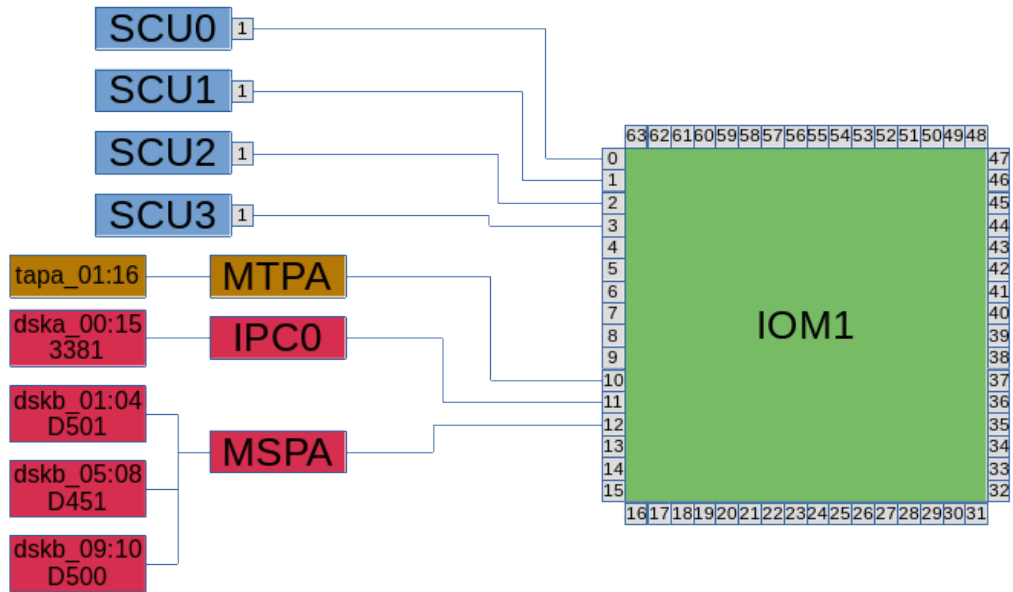 SCU0 1
SCU1 1
SCU2 1
SCU3 1
tapa_01:16 MTPA
dska_00:15
3381
IPC0
dskb_01:04
D501
MSPA
dskb_05:08
D451
dskb_09:10
D500
63 62 61 60 59 58 57 56 55 54 53 52 51 50 49 48
0
1
2
3
4
5
6
7
8
9
10
11
12
13
14
15
IOM1
47
46
45
44
43
42
41
40
39
38
37
36
35
34
33
32
16 17 18 19 20 21 22 23 24 25 26 27 28 29 30 31